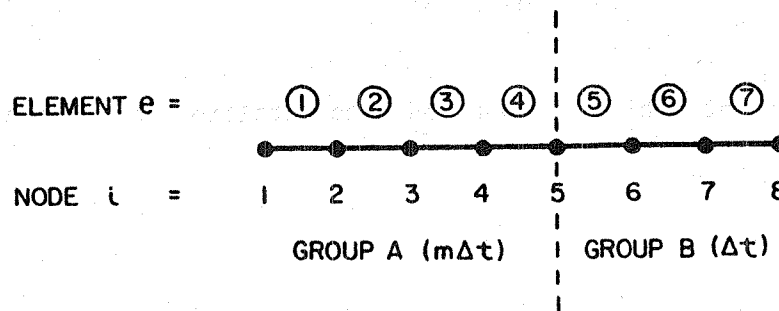 ELEMENT e = ① ② ③ ④ ⑤ ⑥ ⑦
NODE i = 1 2 3 4 5 6 7 8
GROUP A (mΔt) GROUP B (Δt)